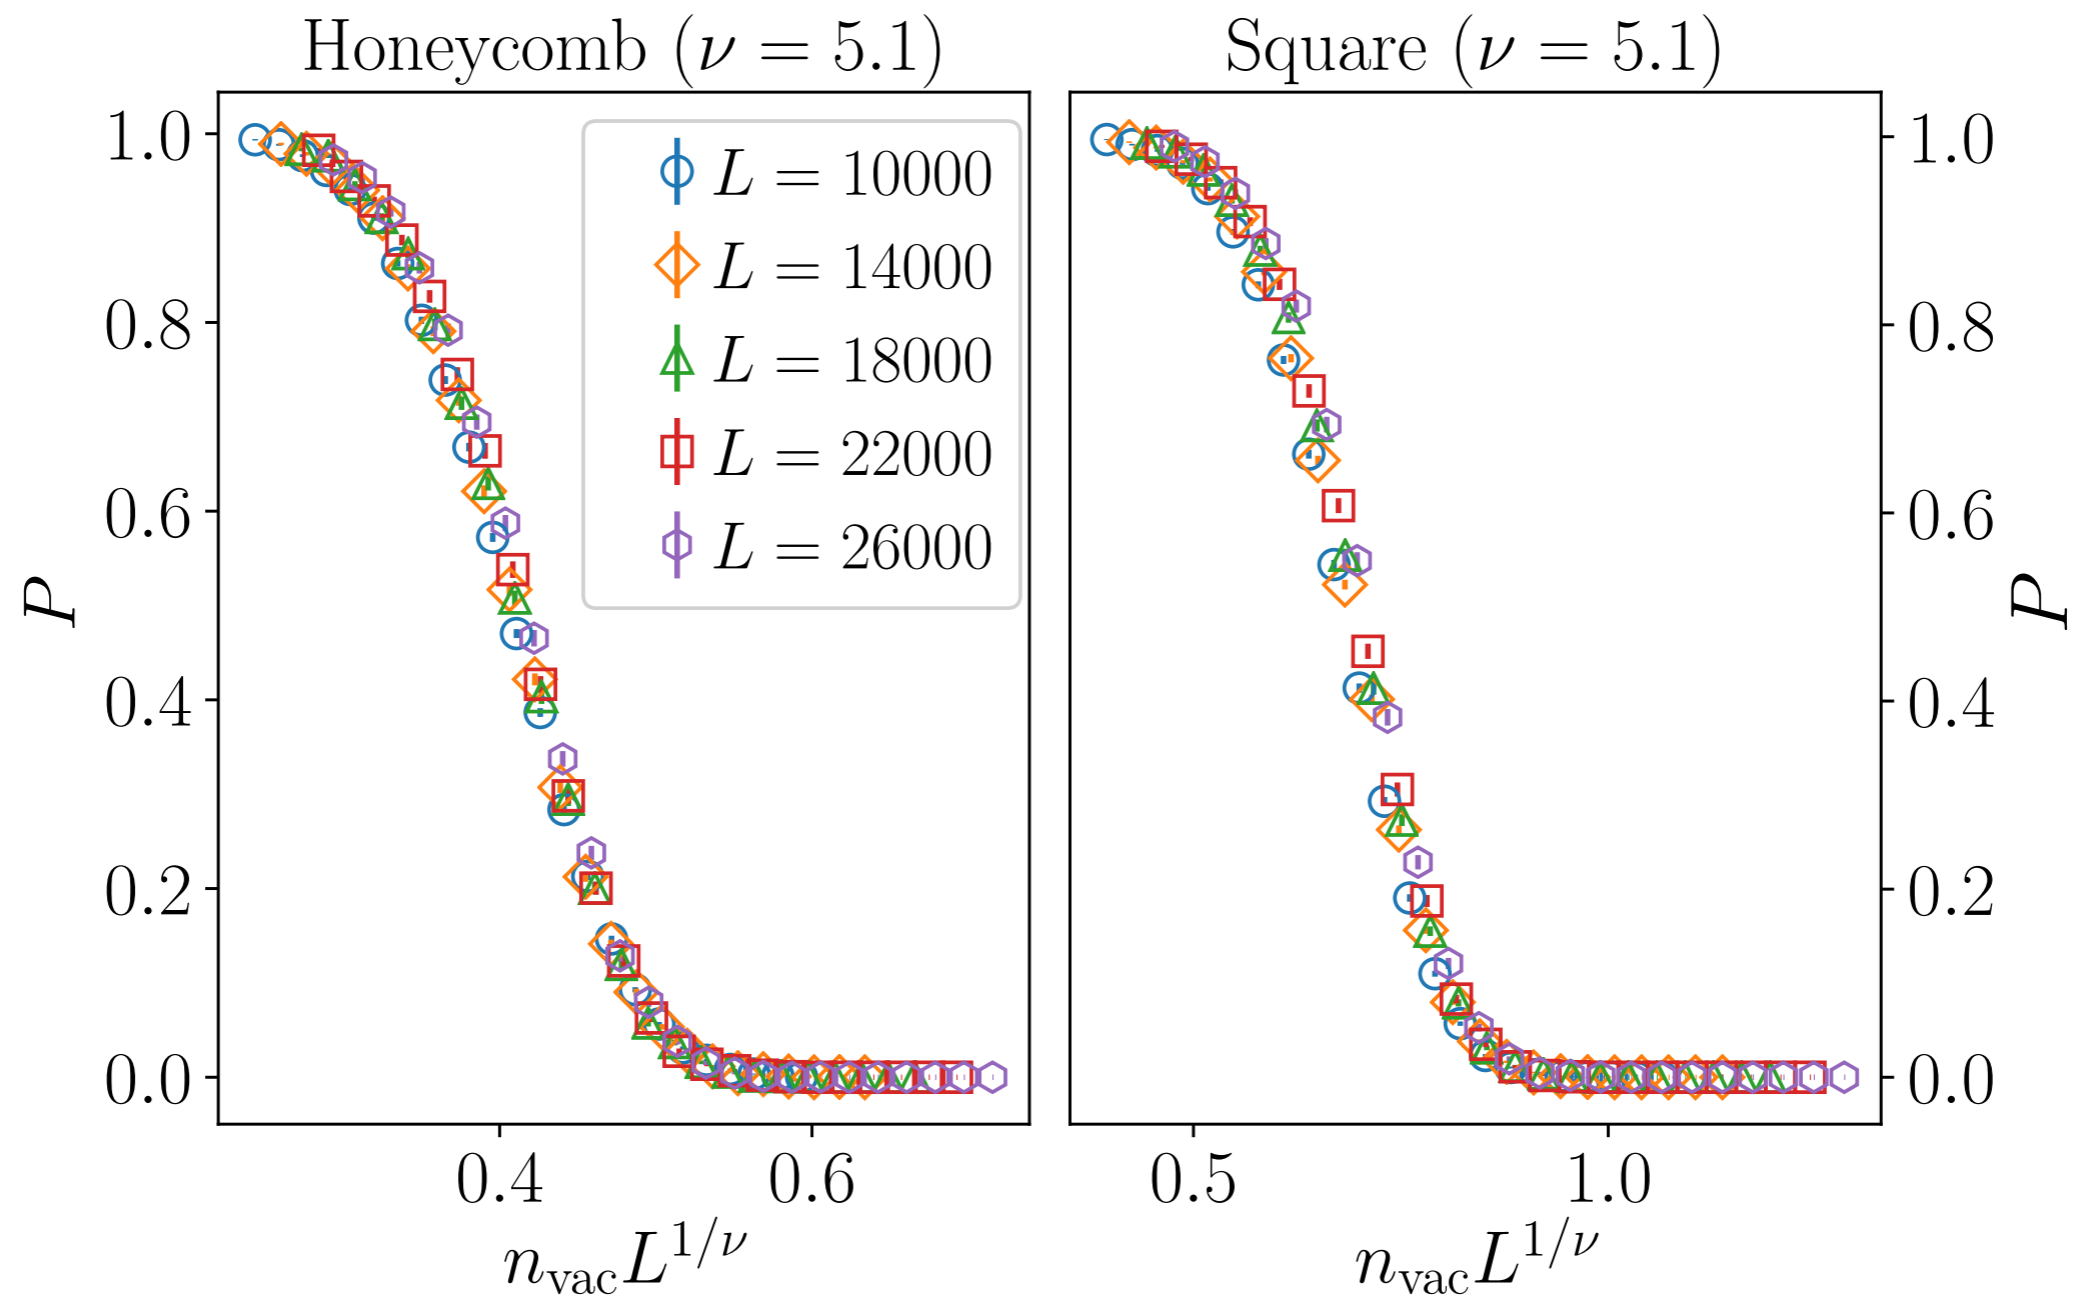 Honeycomb (ν = 5.1)
1.0
0.8
0.6
0.4
0.2
0.0
P
L = 10000
L = 14000
L = 18000
L = 22000
L = 26000
0.4 0.6
n_vac L^{1/ν}
Square (ν = 5.1)
1.0
0.8
0.6
0.4
0.2
0.0
P
0.5 1.0
n_vac L^{1/ν}